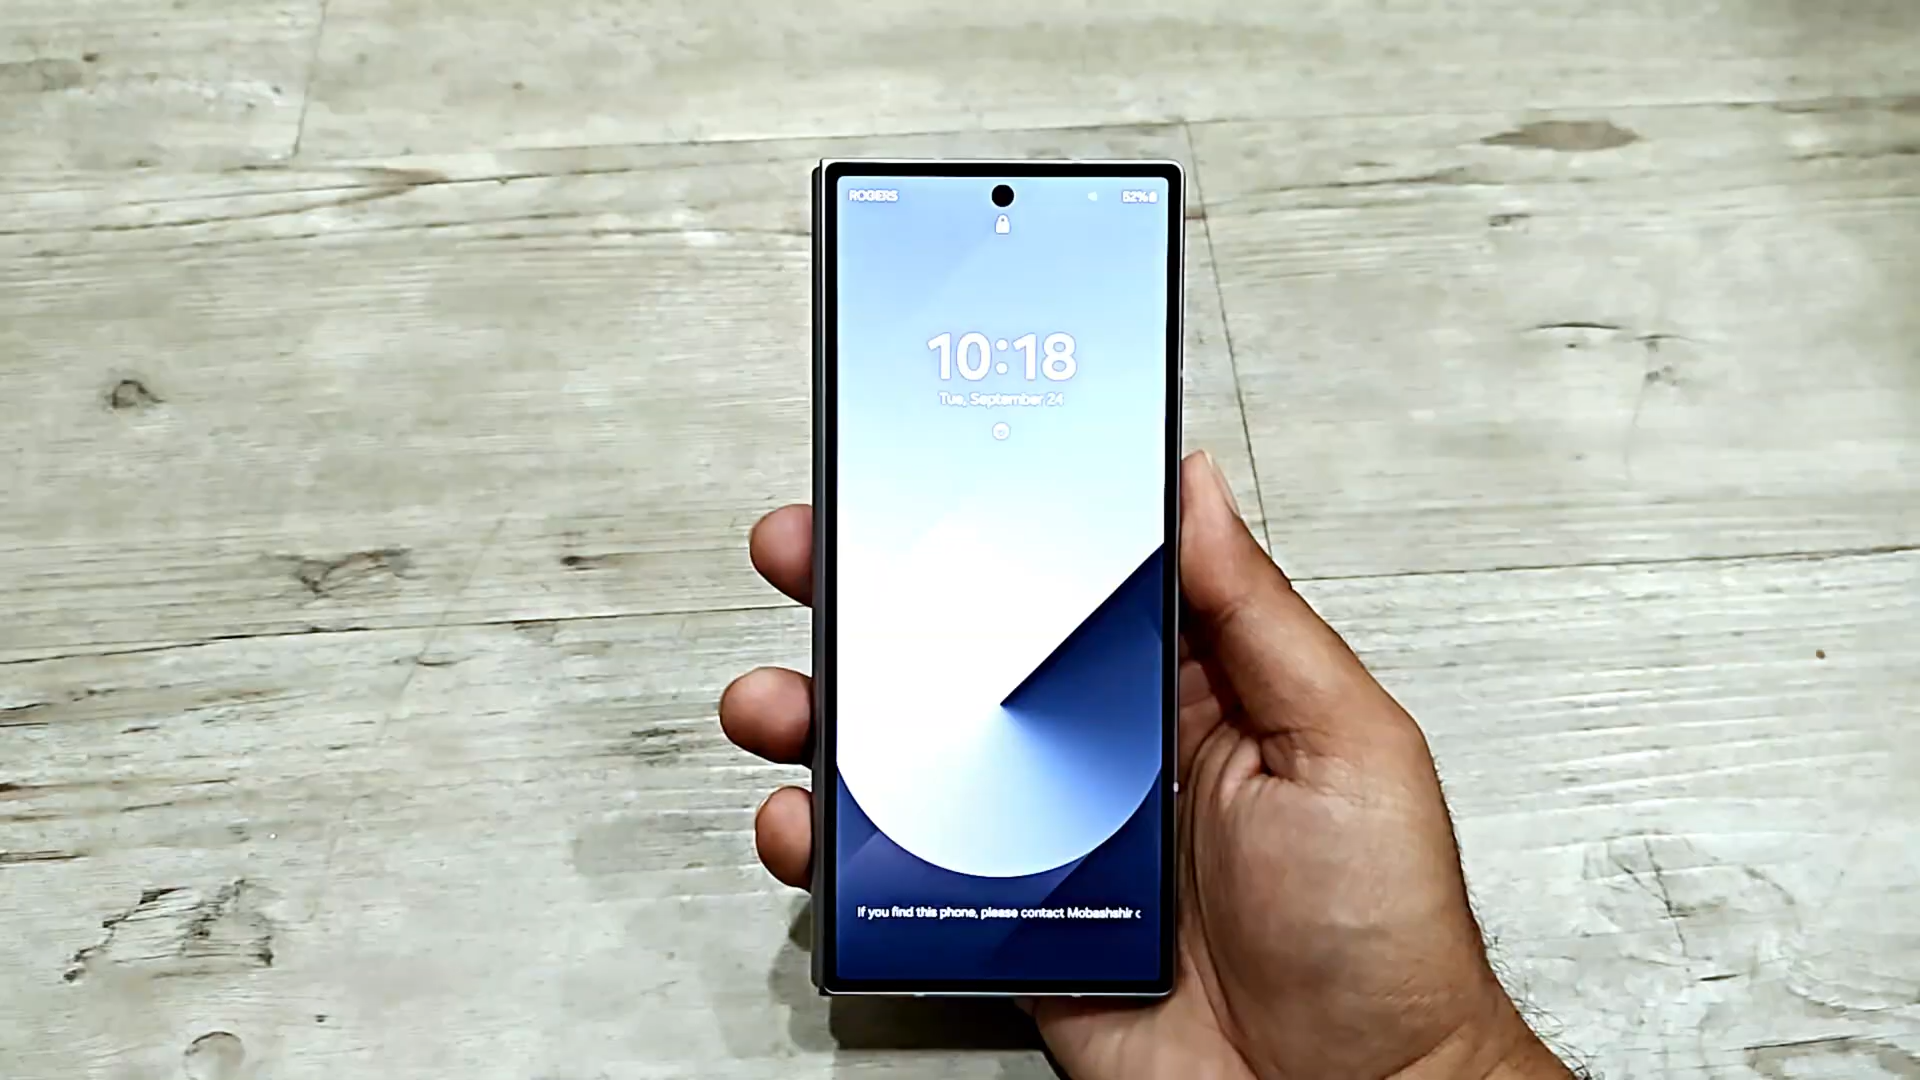 ROGERS
52%
10:18
Tue, September 24
If you find this phone, please contact Mobashshir c